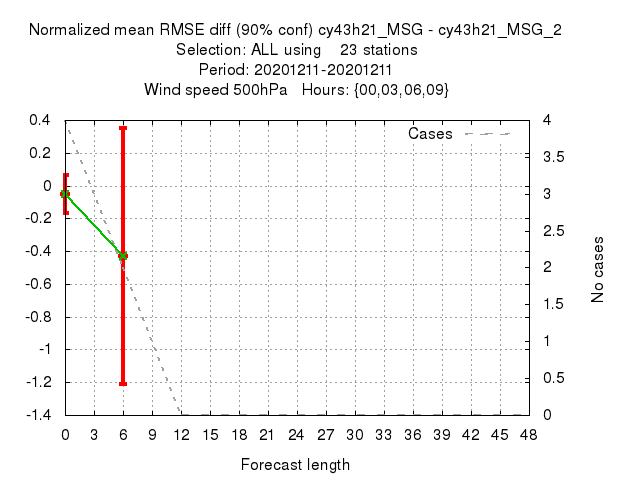 Normalized mean RMSE diff (90% conf) cy43h21_MSG - cy43h21_MSG_2
Selection: ALL using 23 stations
Period: 20201211-20201211
Wind speed 500hPa Hours: {00,03,06,09}
Cases
0.4
0.2
0
-0.2
-0.4
-0.6
-0.8
-1
-1.2
-1.4
4
3.5
3
2.5
2
1.5
1
0.5
0
No cases
0 3 6 9 12 15 18 21 24 27 30 33 36 39 42 45 48
Forecast length